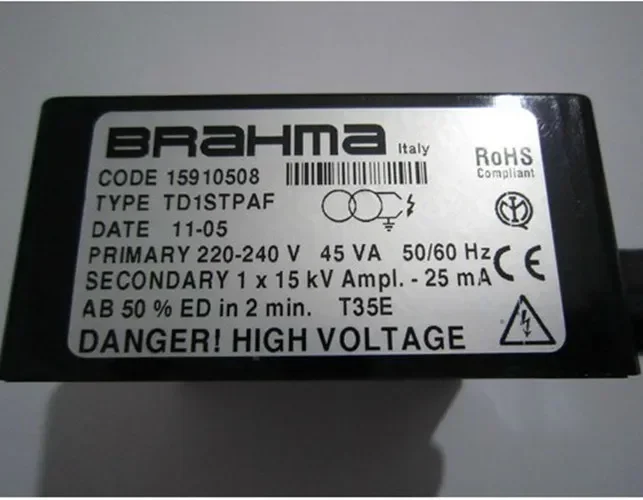 BRAHMA Italy
RoHS
Compliant
CODE 15910508
TYPE TD1STPAF
DATE 11-05
PRIMARY 220-240 V 45 VA 50/60 Hz
CE
SECONDARY 1 x 15 kV Ampl. - 25 mA
AB 50 % ED in 2 min. T35E
DANGER! HIGH VOLTAGE